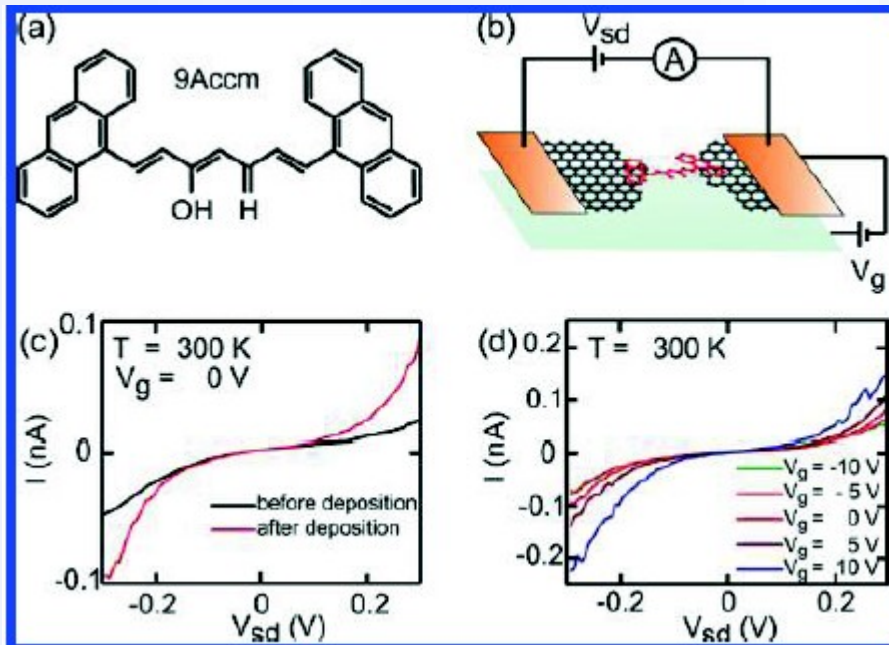 (a)
9Accm
OH
H
(b)
Vsd
A
Vg
(c)
T = 300 K
Vg = 0 V
0.1
0
-0.1
I (nA)
before deposition
after deposition
-0.2
0
0.2
Vsd (V)
(d)
T = 300 K
0.2
0.1
0
-0.1
-0.2
I (nA)
Vg = -10 V
Vg = - 5 V
Vg = 0 V
Vg = 5 V
Vg = 10 V
-0.2
0
0.2
Vsd (V)